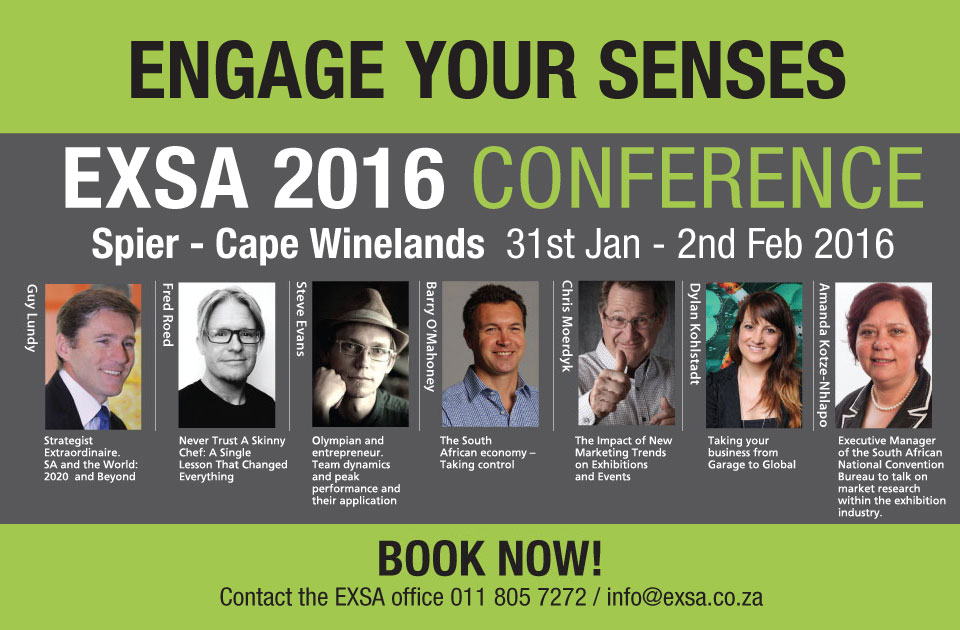 ENGAGE YOUR SENSES
EXSA 2016 CONFERENCE
Spier - Cape Winelands 31st Jan - 2nd Feb 2016
Guy Lundy
Strategist
Extraordinaire.
SA and the World:
2020 and Beyond
Fred Roed
Never Trust A Skinny
Chef: A Single
Lesson That Changed
Everything
Steve Evans
Olympian and
entrepreneur.
Team dynamics
and peak
performance and
their application
Barry O'Mahoney
The South
African economy –
Taking control
Chris Moerdyk
The Impact of New
Marketing Trends
on Exhibitions
and Events
Dylan Kohlstadt
Taking your
business from
Garage to Global
Amanda Kotze-Nhlapo
Executive Manager
of the South African
National Convention
Bureau to talk on
market research
within the exhibition
industry.
BOOK NOW!
Contact the EXSA office 011 805 7272 / info@exsa.co.za